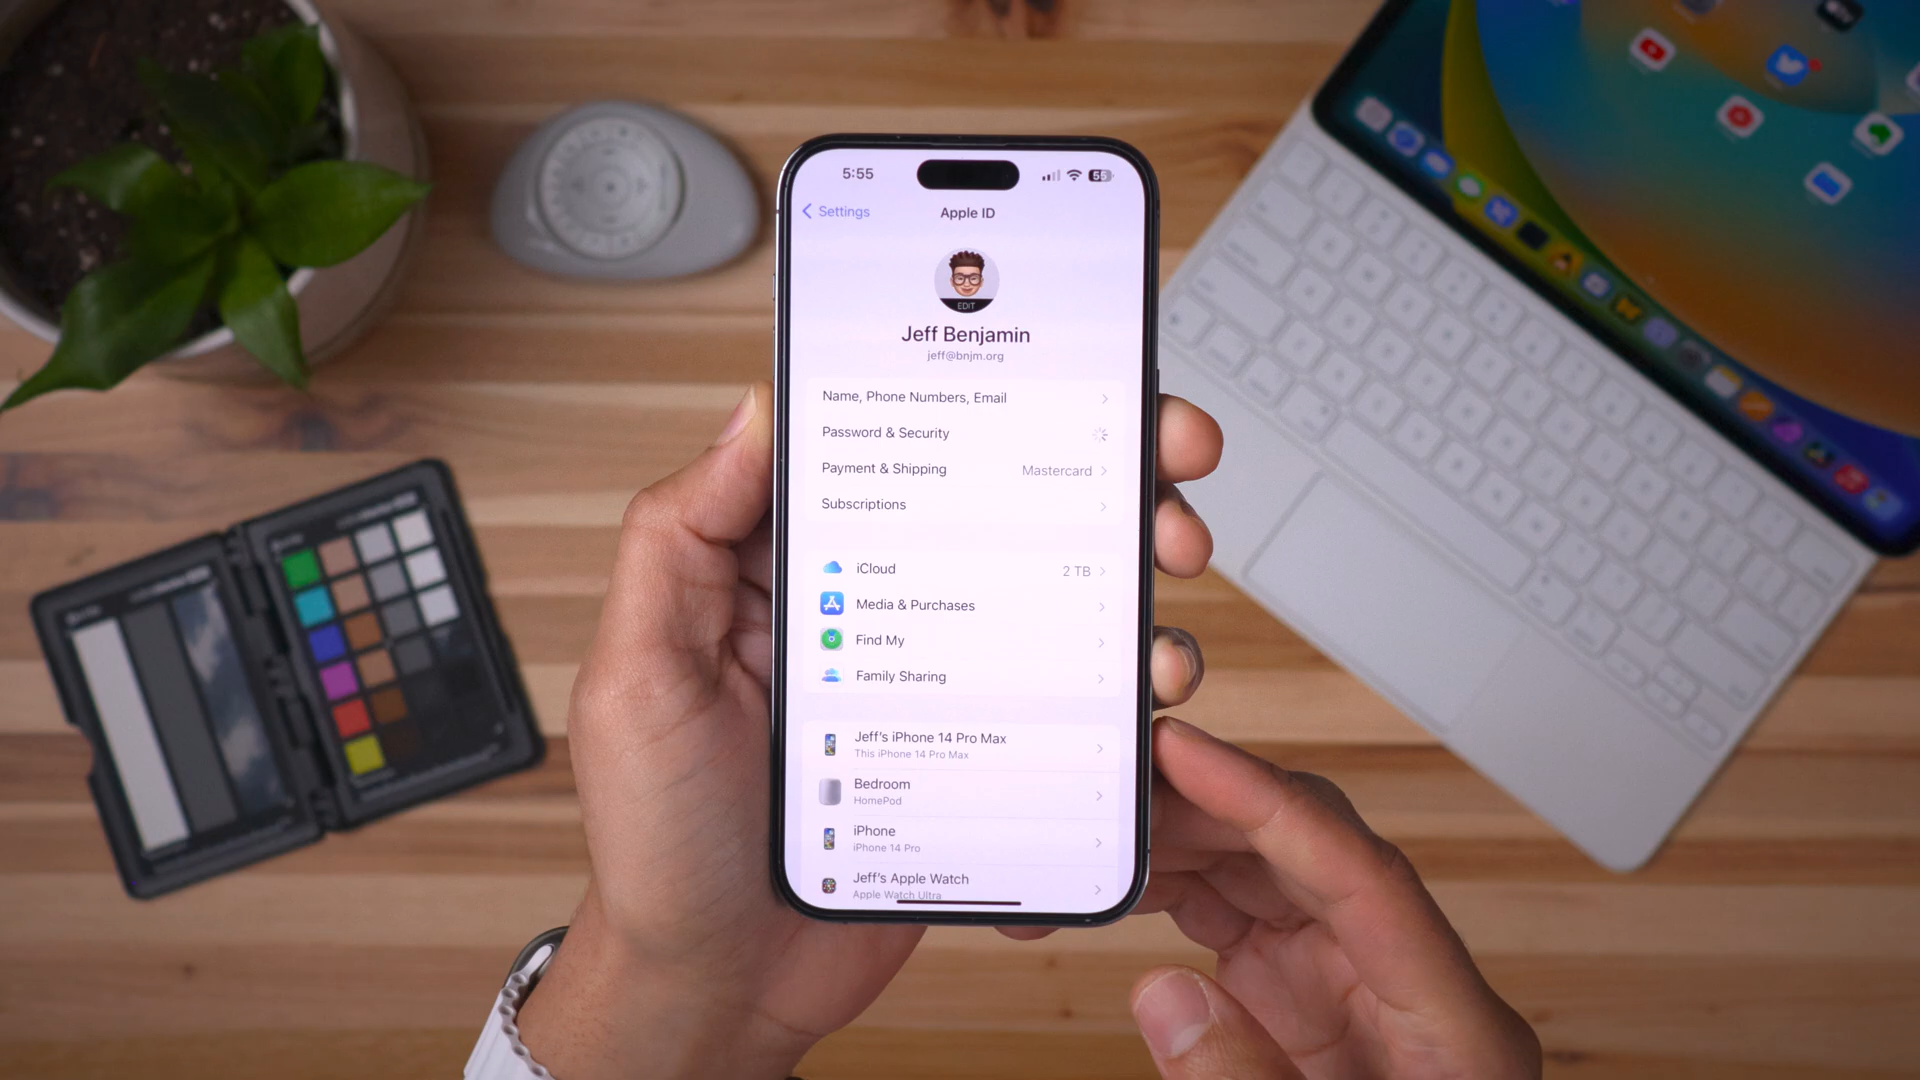 5:55
56
Settings
Apple ID
EDIT
Jeff Benjamin
jeff@bnjm.org
Name, Phone Numbers, Email
Password & Security
Payment & Shipping Mastercard
Subscriptions
iCloud 2 TB
Media & Purchases
Find My
Family Sharing
Jeff's iPhone 14 Pro Max
This iPhone 14 Pro Max
Bedroom
HomePod
iPhone
iPhone 14 Pro
Jeff's Apple Watch
Apple Watch Ultra